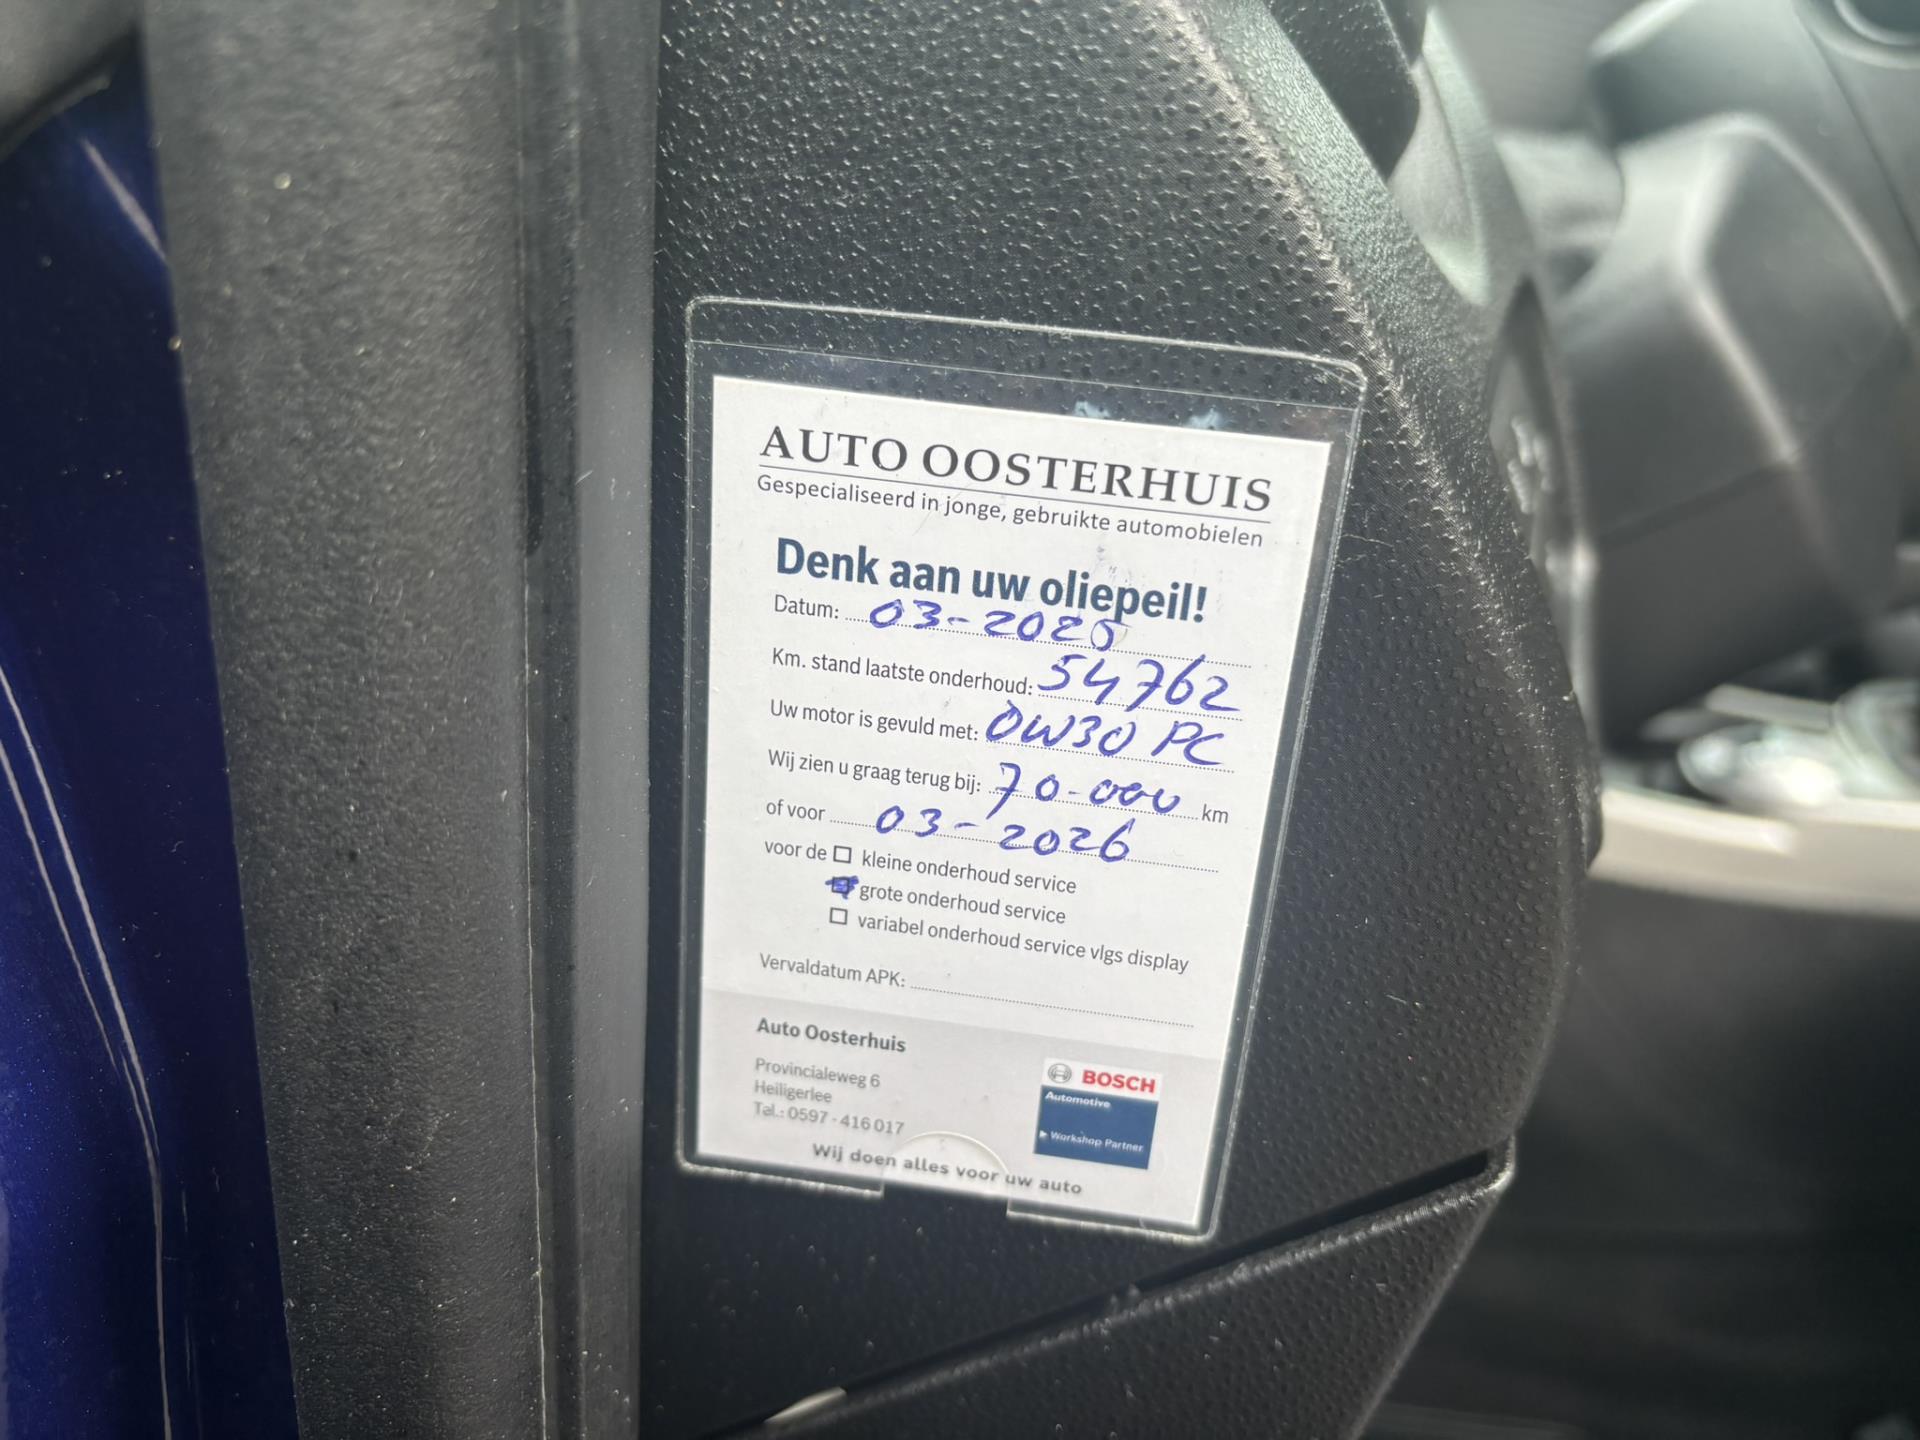 AUTO OOSTERHUIS
Gespecialiseerd in jonge, gebruikte automobielen
Denk aan uw oliepeil!
Datum: 03-2025
Km. stand laatste onderhoud: 54762
Uw motor is gevuld met: 0W30 PC
Wij zien u graag terug bij: 70.000 km
of voor 03-2026
voor de kleine onderhoud service
grote onderhoud service
variabel onderhoud service vlgs display
Vervaldatum APK:
Auto Oosterhuis
Provincialeweg 6
Heiligerlee
Tal.: 0597 - 416 017
BOSCH
Automotive
Workshop Partner
Wij doen alles voor uw auto